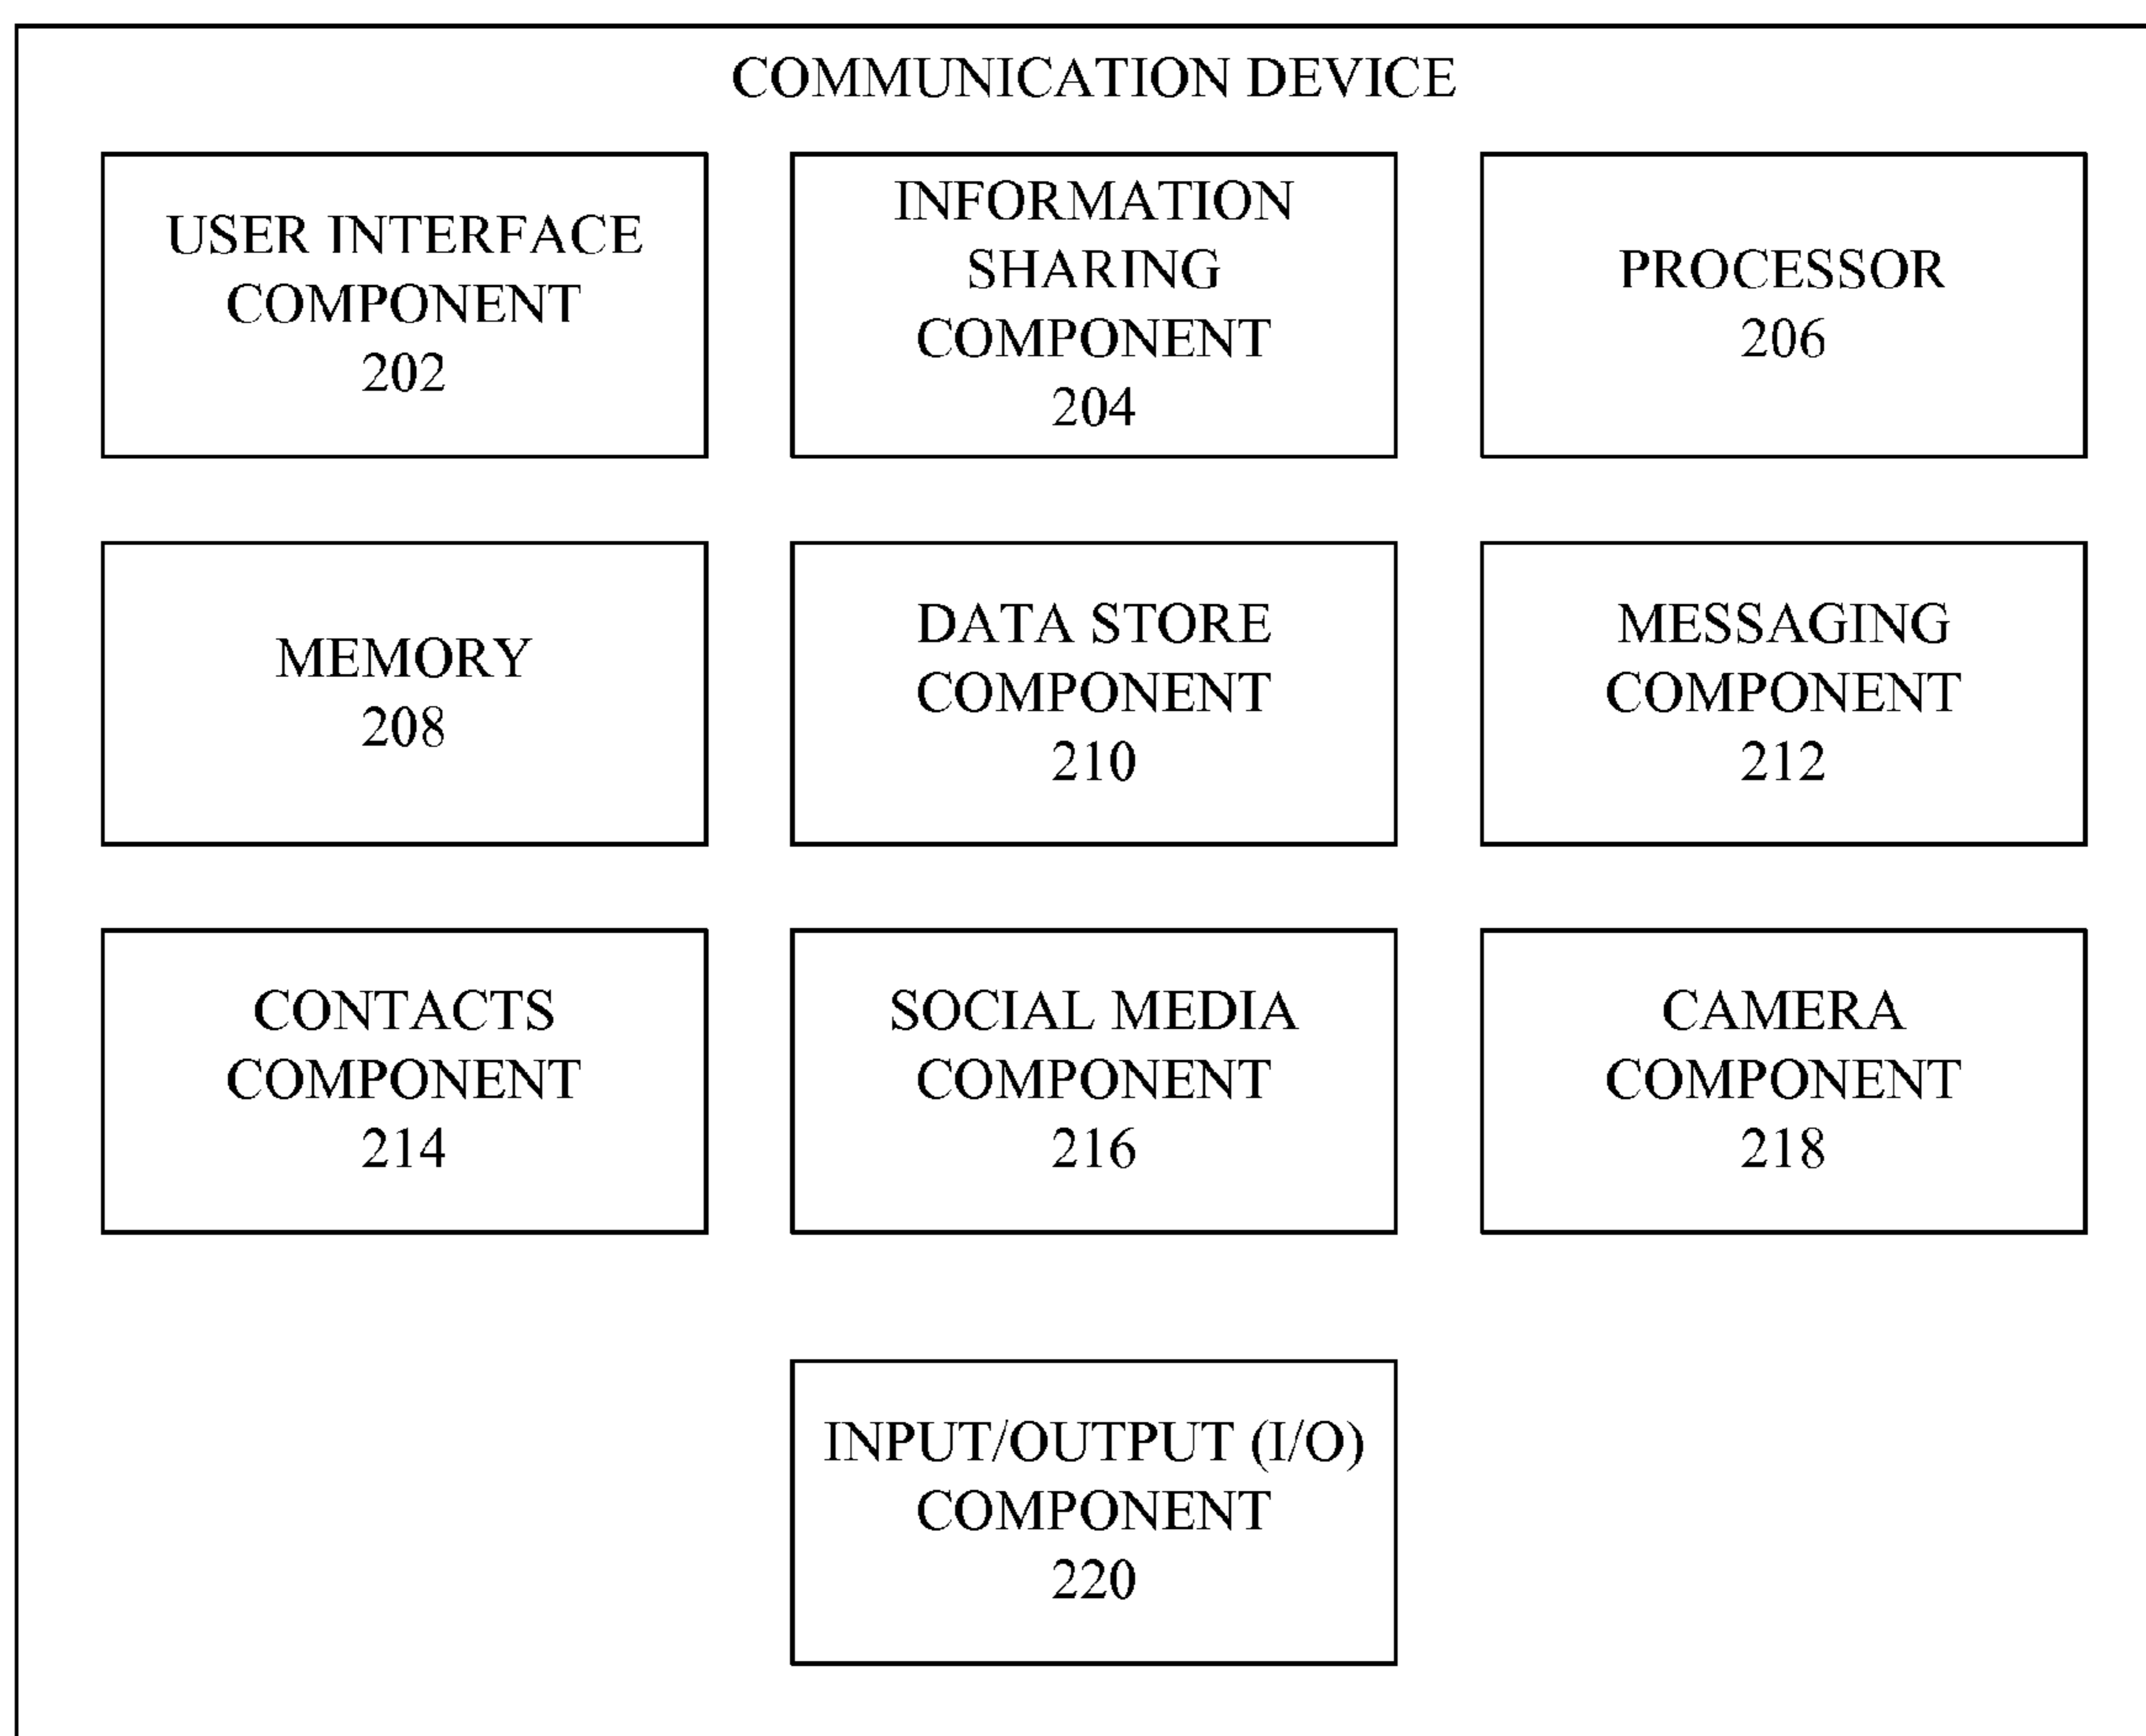 COMMUNICATION DEVICE
USER INTERFACE
COMPONENT
202
INFORMATION
SHARING
COMPONENT
204
PROCESSOR
206
MEMORY
208
DATA STORE
COMPONENT
210
MESSAGING
COMPONENT
212
CONTACTS
COMPONENT
214
SOCIAL MEDIA
COMPONENT
216
CAMERA
COMPONENT
218
INPUT/OUTPUT (I/O)
COMPONENT
220